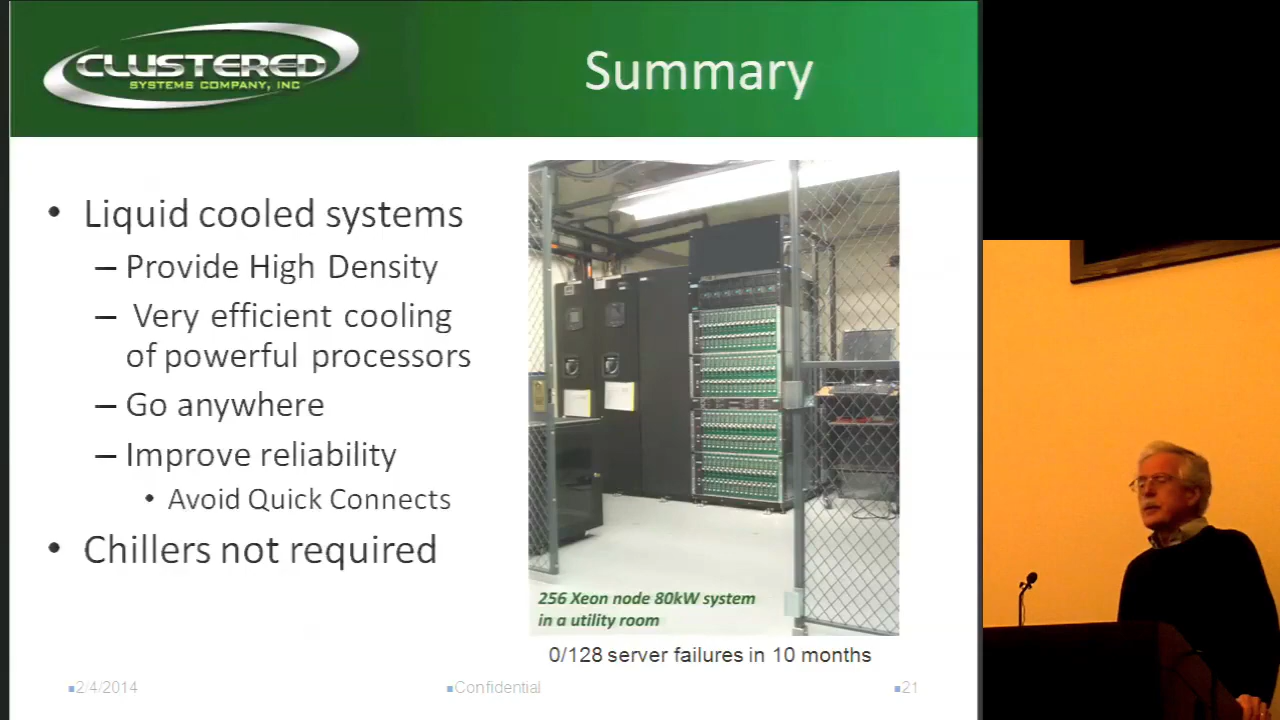 CLUSTERED
SYSTEMS COMPANY, INC
Summary
• Liquid cooled systems
– Provide High Density
– Very efficient cooling
of powerful processors
– Go anywhere
– Improve reliability
• Avoid Quick Connects
• Chillers not required
256 Xeon node 80kW system
in a utility room
0/128 server failures in 10 months
2/4/2014
Confidential
21